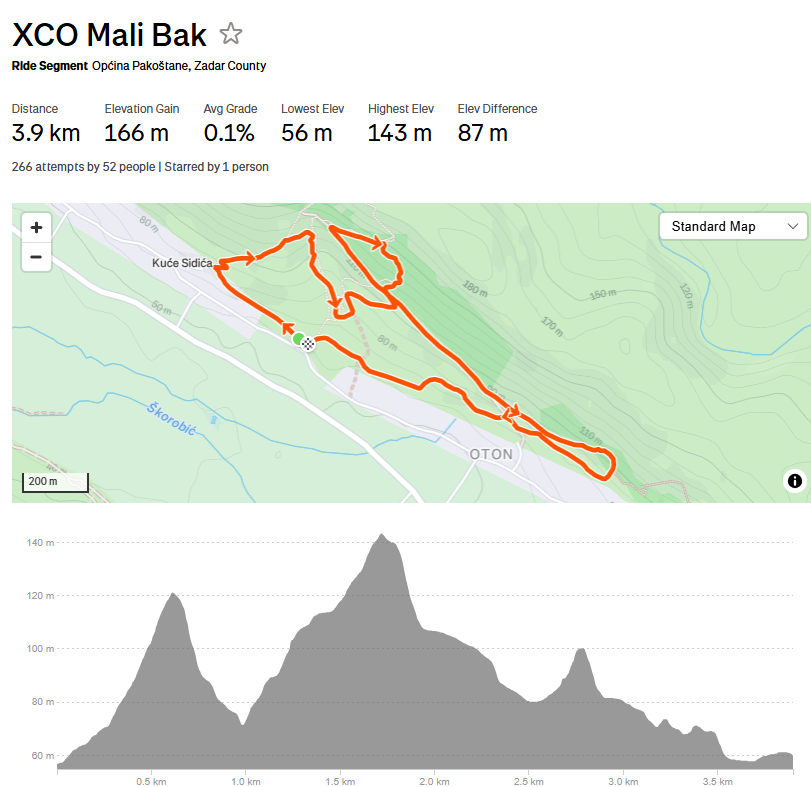 XCO Mali Bak
Ride Segment Općina Pakoštane, Zadar County
Distance Elevation Gain Avg Grade Lowest Elev Highest Elev Elev Difference
3.9 km 166 m 0.1% 56 m 143 m 87 m
266 attempts by 52 people | Starred by 1 person
+
−
Standard Map
80 m
Kuće Sidića
50 m
180 m
150 m
120 m
170 m
80 m
Škorobić
110 m
OTON
200 m
i
140 m
120 m
100 m
80 m
60 m
0.5 km 1.0 km 1.5 km 2.0 km 2.5 km 3.0 km 3.5 km